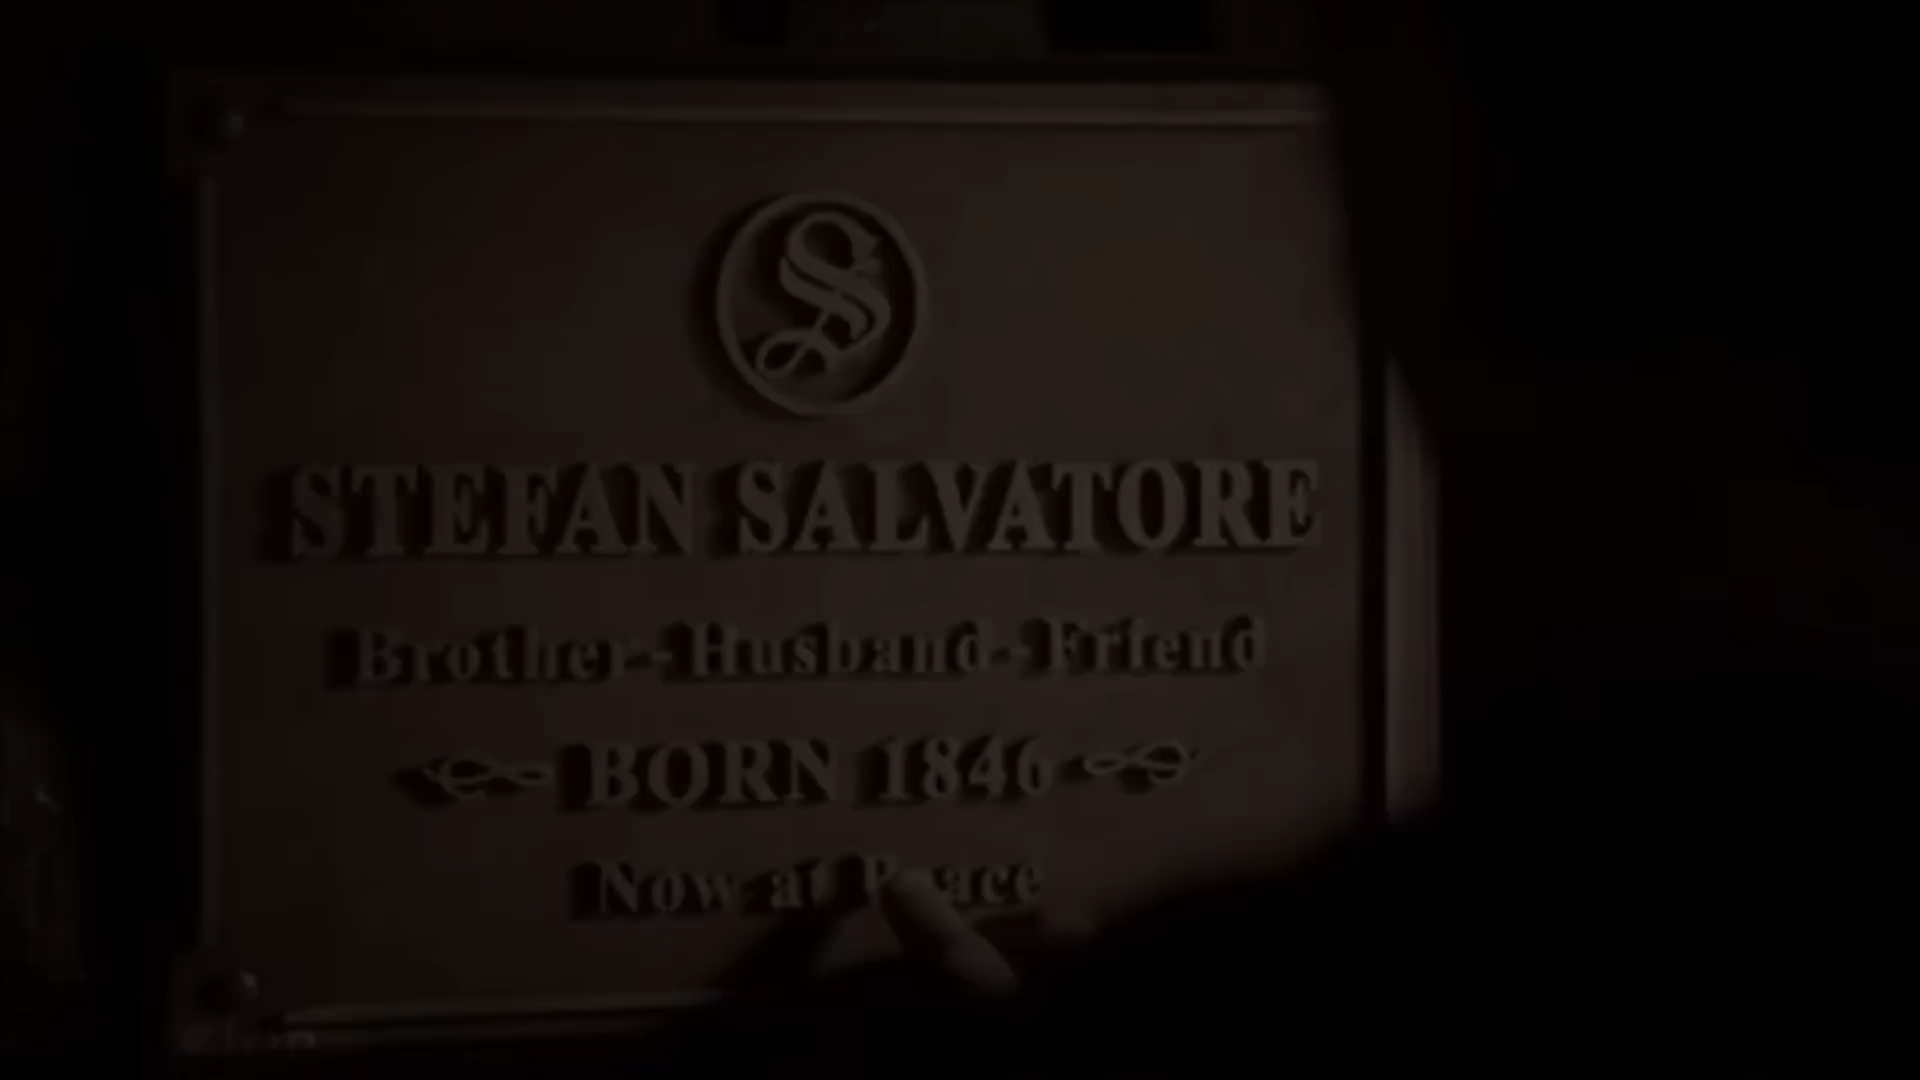 S
STEFAN SALVATORE
Brother-Husband-Friend
BORN 1846
Now at Peace